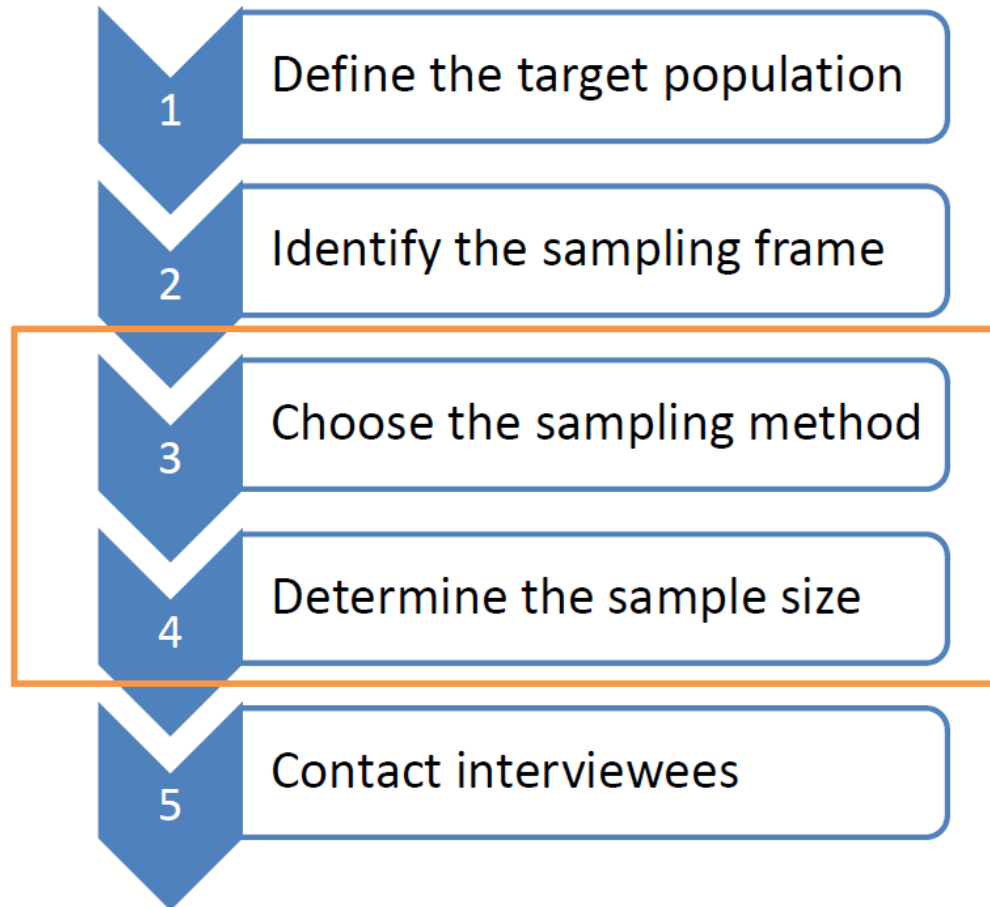 1 Define the target population
2 Identify the sampling frame
3 Choose the sampling method
4 Determine the sample size
5 Contact interviewees